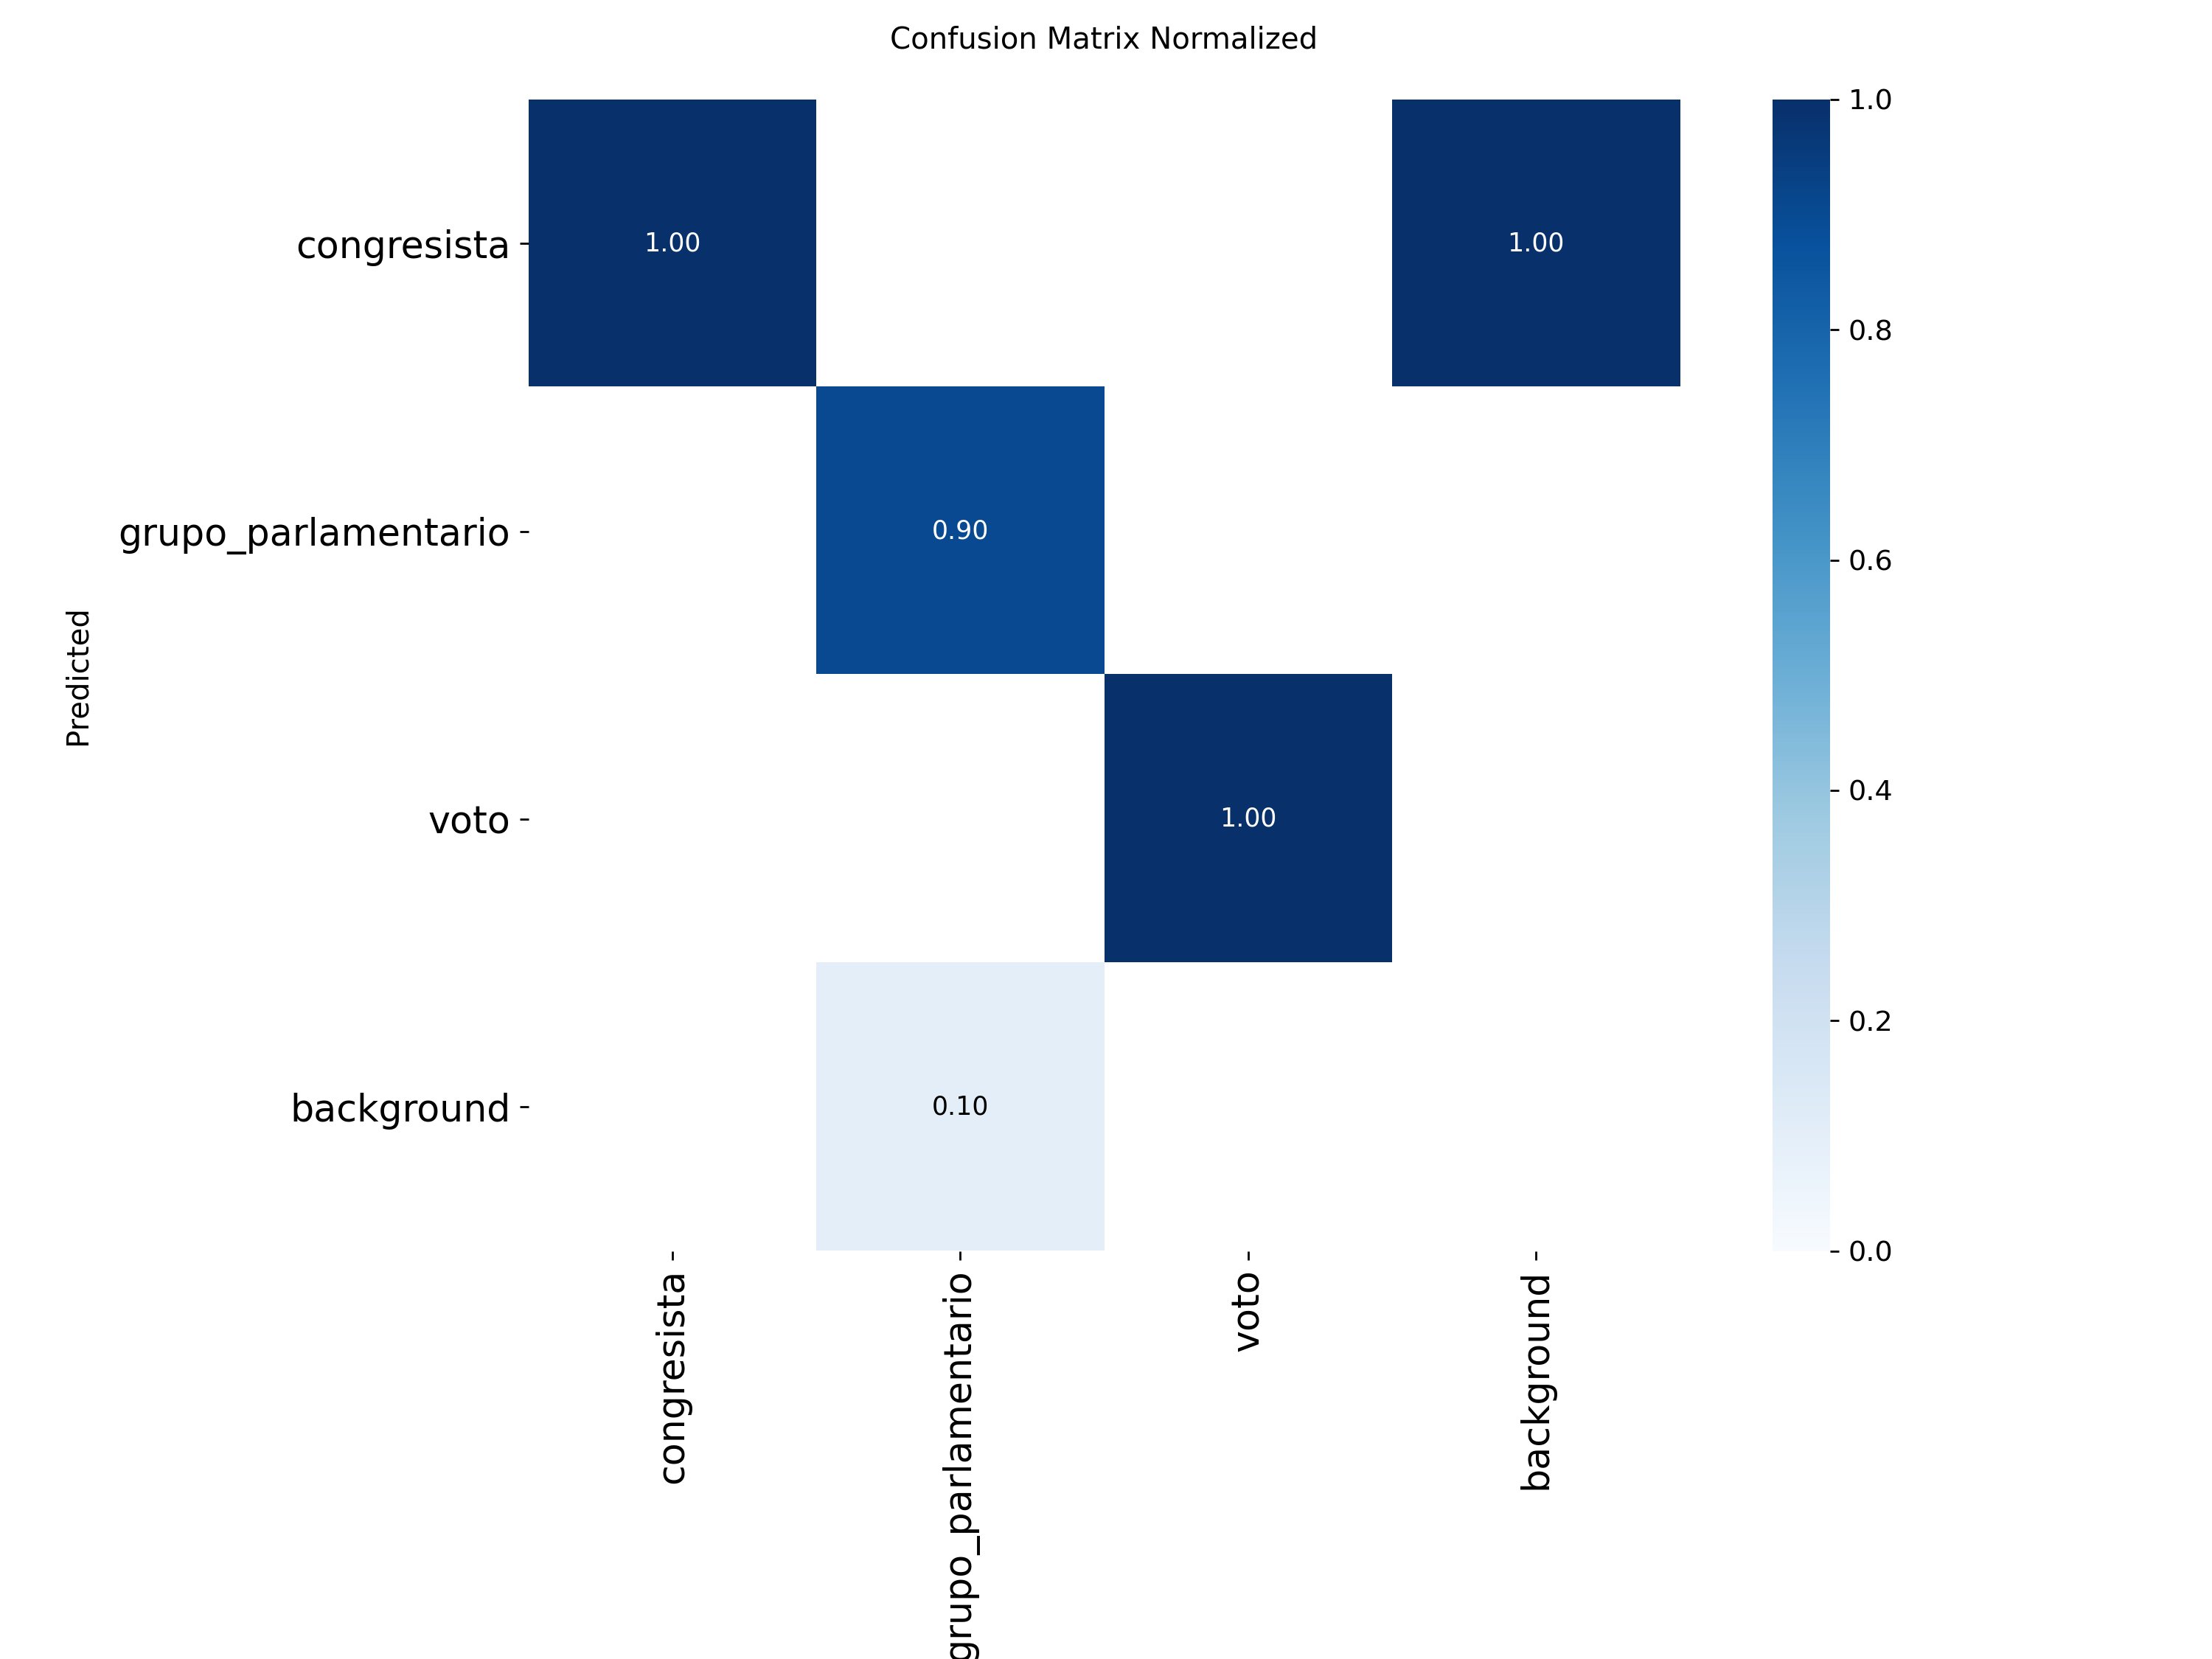 Confusion Matrix Normalized
1.0
congresista
1.00
1.00
0.8
grupo_parlamentario
0.90
0.6
Predicted
voto
1.00
0.4
0.2
background
0.10
0.0
congresista
grupo_parlamentario
voto
background